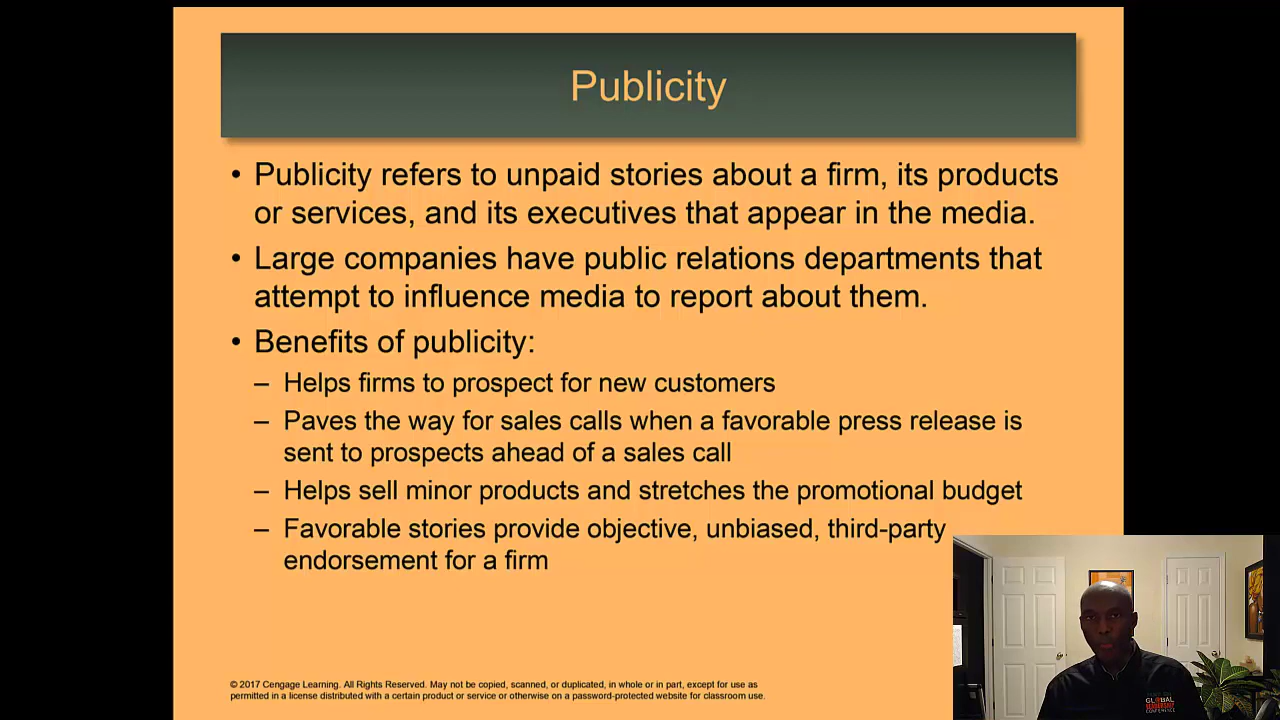 Publicity
• Publicity refers to unpaid stories about a firm, its products
or services, and its executives that appear in the media.
• Large companies have public relations departments that
attempt to influence media to report about them.
• Benefits of publicity:
– Helps firms to prospect for new customers
– Paves the way for sales calls when a favorable press release is
sent to prospects ahead of a sales call
– Helps sell minor products and stretches the promotional budget
– Favorable stories provide objective, unbiased, third-party
endorsement for a firm
GLOBAL
LEADERSHIP
CONFERENCE
© 2017 Cengage Learning. All Rights Reserved. May not be copied, scanned, or duplicated, in whole or in part, except for use as
permitted in a license distributed with a certain product or service or otherwise on a password-protected website for classroom use.